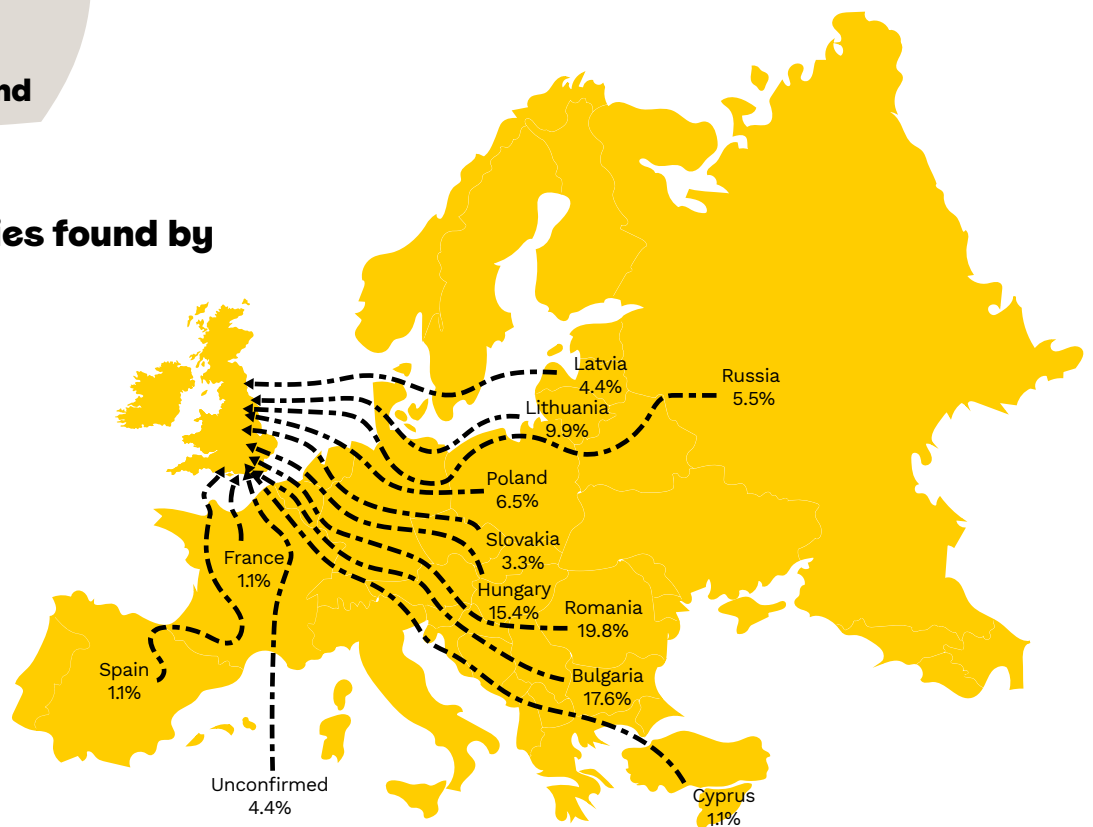 nd
ies found by
Latvia
4.4%
Russia
5.5%
Lithuania
9.9%
Poland
6.5%
Slovakia
3.3%
France
1.1%
Hungary
15.4%
Romania
19.8%
Spain
1.1%
Bulgaria
17.6%
Unconfirmed
4.4%
Cyprus
1.1%